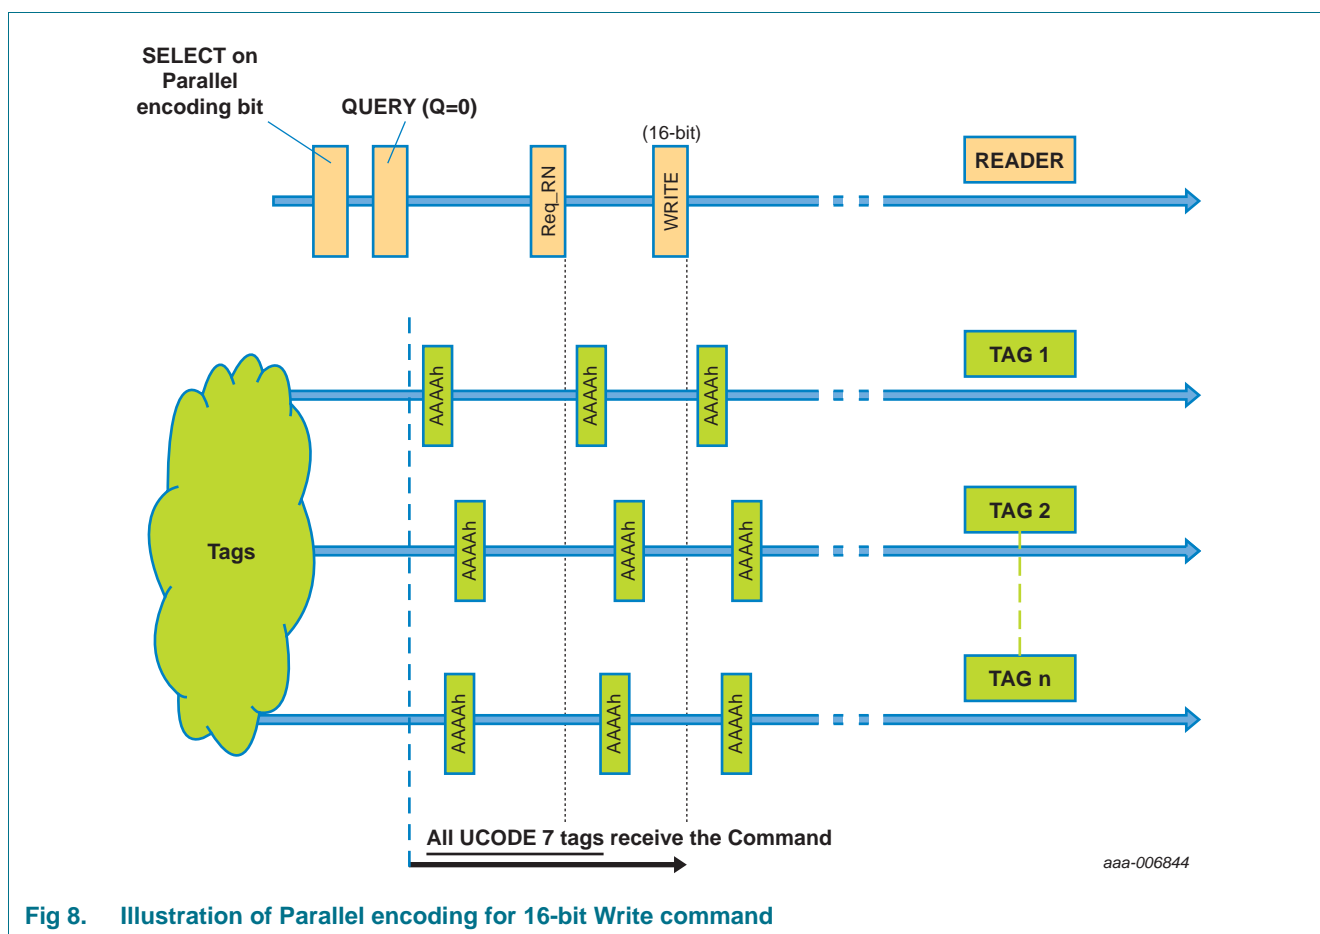 SELECT on
Parallel
encoding bit
QUERY (Q=0)
(16-bit)
Req_RN
WRITE
READER
AAAAh
AAAAh
AAAAh
TAG 1
Tags
AAAAh
AAAAh
AAAAh
TAG 2
AAAAh
AAAAh
AAAAh
TAG n
All UCODE 7 tags receive the Command
aaa-006844
Fig 8. Illustration of Parallel encoding for 16-bit Write command